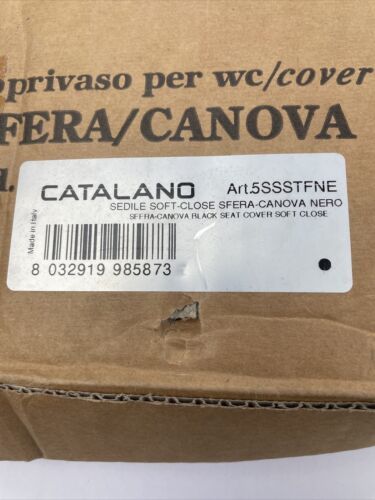 oprivaso per wc/cover
FERA/CANOVA
d.
CATALANO Art.5SSSTFNE
SEDILE SOFT-CLOSE SFERA-CANOVA NERO
SFERA-CANOVA BLACK SEAT COVER SOFT CLOSE
Made in Italy
8 032919 985873